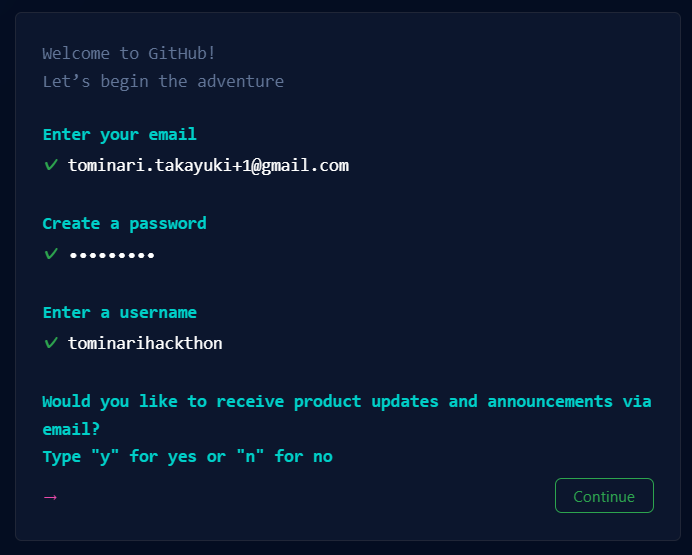 Welcome to GitHub!
Let’s begin the adventure
Enter your email
✓ tominari.takayuki+1@gmail.com
Create a password
✓ •••••••••
Enter a username
✓ tominarihackthon
Would you like to receive product updates and announcements via
email?
Type "y" for yes or "n" for no
→ Continue